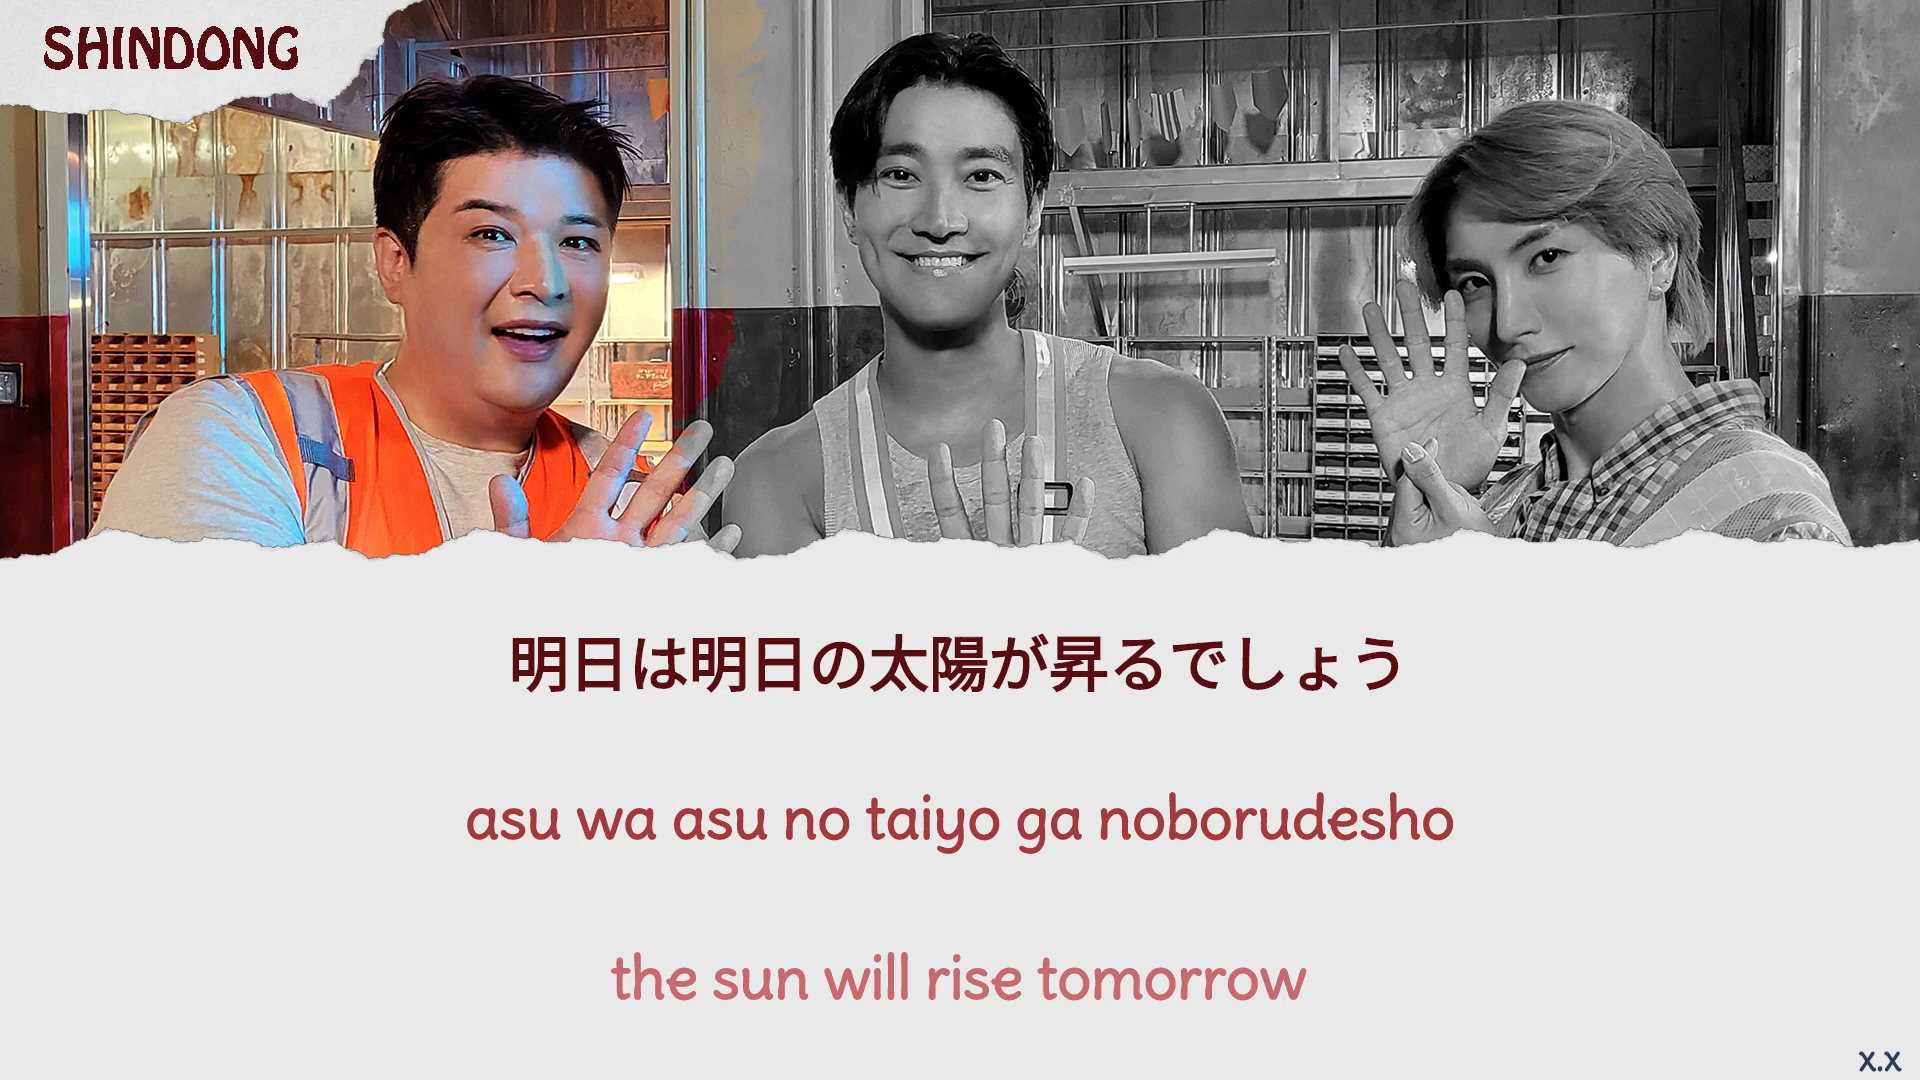 SHINDONG
明日は明日の太陽が昇るでしょう
asu wa asu no taiyo ga noborudesho
the sun will rise tomorrow
x.x